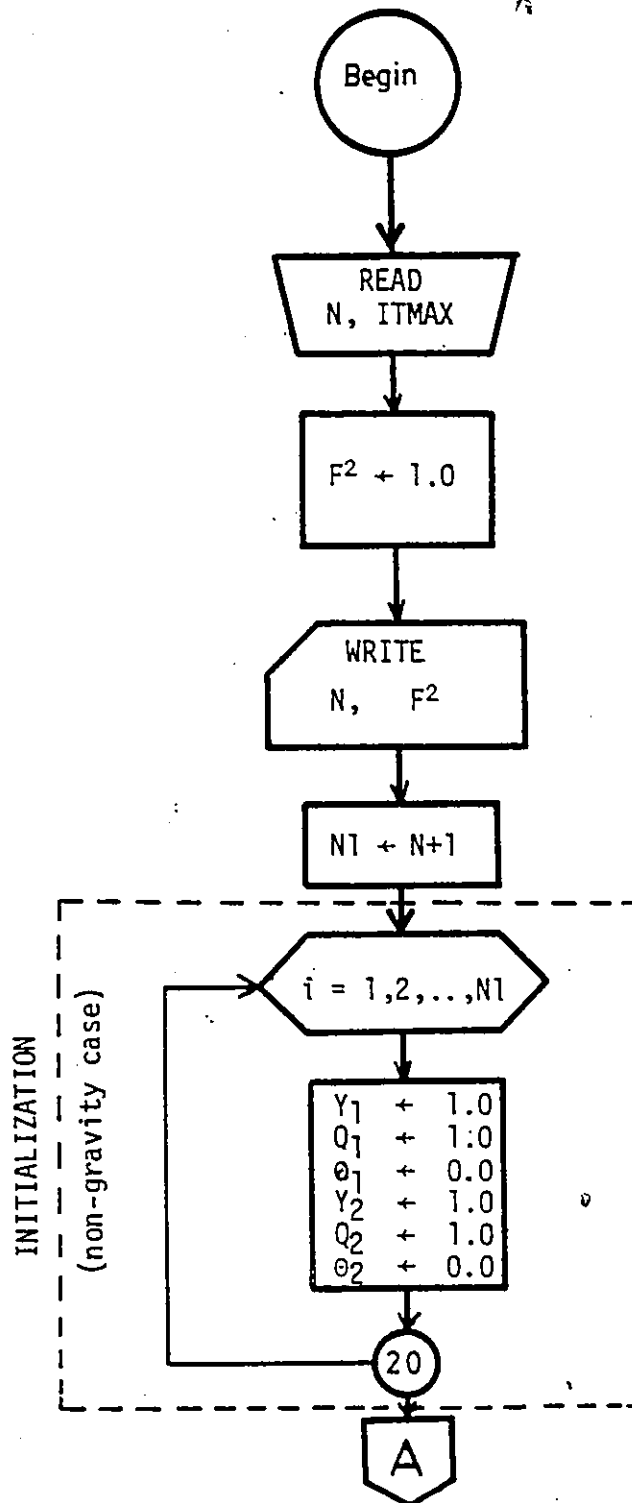 Begin
READ
N, ITMAX
F² ← 1.0
WRITE
N, F²
N1 ← N+1
INITIALIZATION
(non-gravity case)
i = 1,2,..,N1
Y₁ ← 1.0
Q₁ ← 1.0
Θ₁ ← 0.0
Y₂ ← 1.0
Q₂ ← 1.0
Θ₂ ← 0.0
20
A